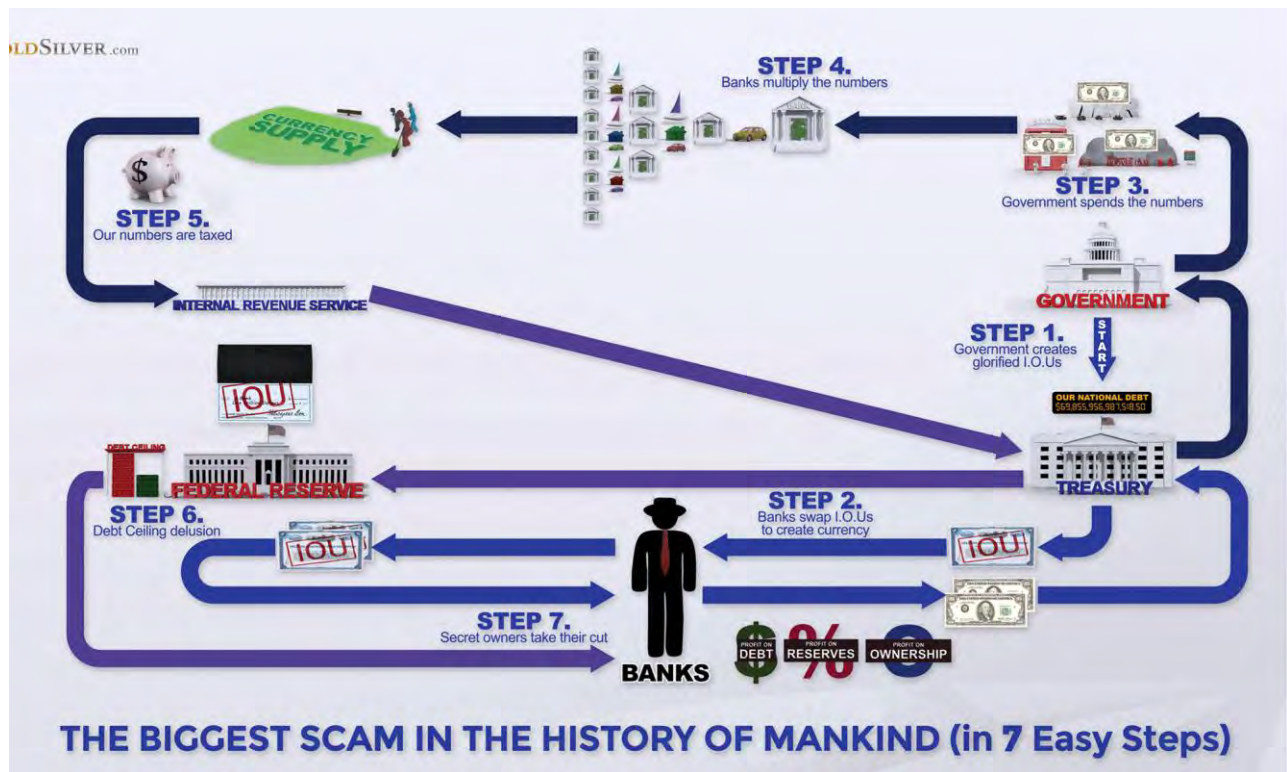 OLDSILVER.com
STEP 4.
Banks multiply the numbers
CURRENCY
SUPPLY
$
STEP 5.
Our numbers are taxed
STEP 3.
Government spends the numbers
INTERNAL REVENUE SERVICE
GOVERNMENT
STEP 1.
Government creates
glorified I.O.Us
START
OUR NATIONAL DEBT
IOU
DEBT CEILING
FEDERAL RESERVE
TREASURY
STEP 6.
Debt Ceiling delusion
STEP 2.
Banks swap I.O.Us
to create currency
IOU
IOU
STEP 7.
Secret owners take their cut
BANKS
$
PROFIT ON
DEBT
%
PROFIT ON
RESERVES
PROFIT ON
OWNERSHIP
THE BIGGEST SCAM IN THE HISTORY OF MANKIND (in 7 Easy Steps)